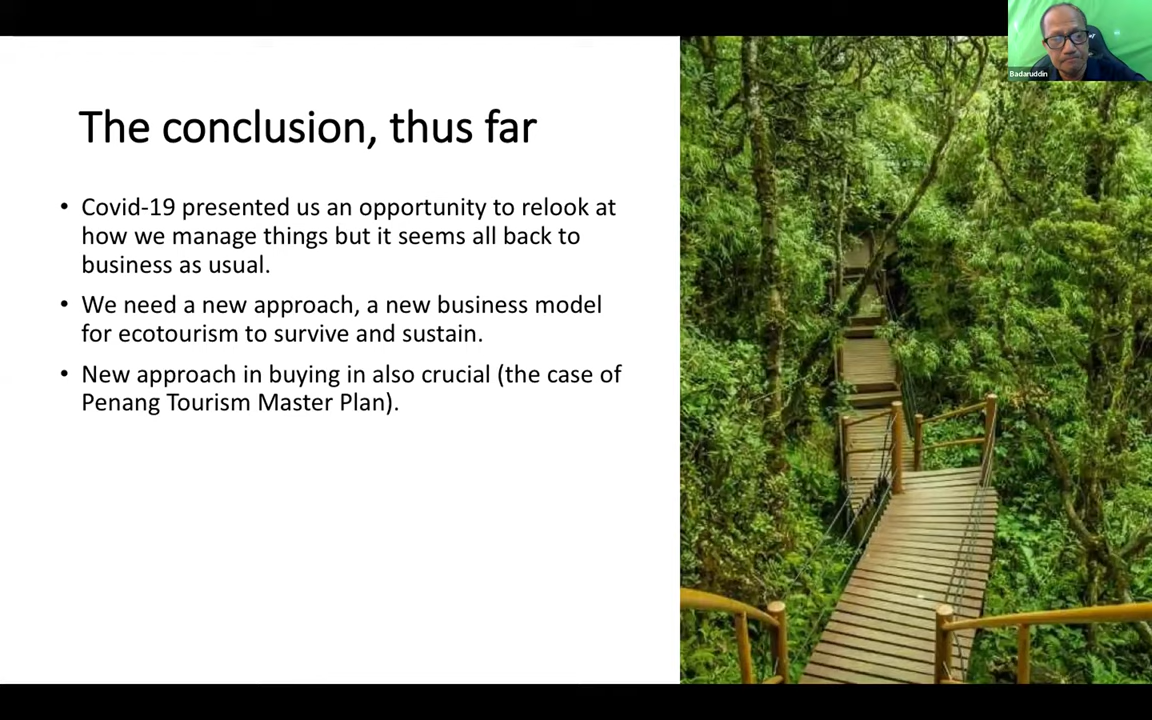 The conclusion, thus far
• Covid-19 presented us an opportunity to relook at
how we manage things but it seems all back to
business as usual.
• We need a new approach, a new business model
for ecotourism to survive and sustain.
• New approach in buying in also crucial (the case of
Penang Tourism Master Plan).
Badaruddin